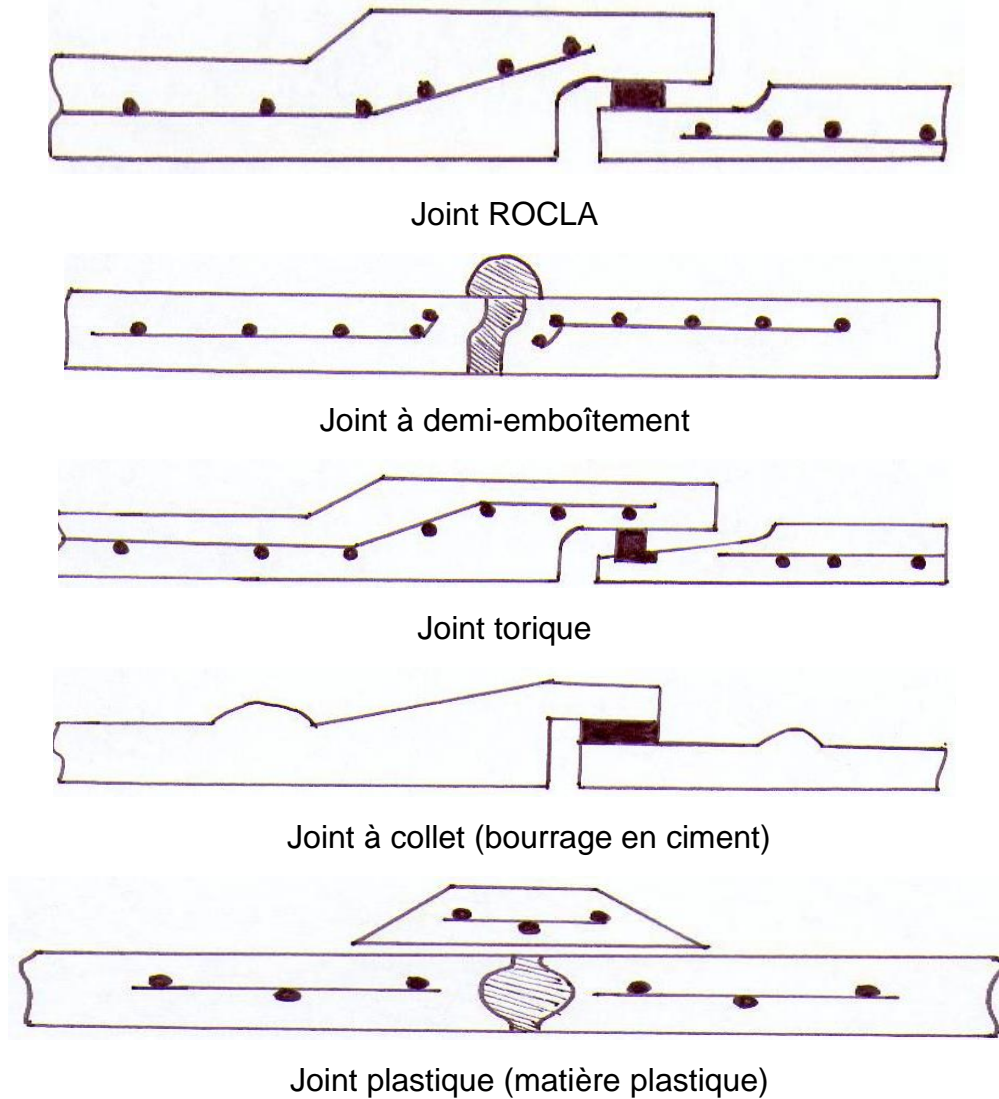 Joint ROCLA
Joint à demi-emboîtement
Joint torique
Joint à collet (bourrage en ciment)
Joint plastique (matière plastique)